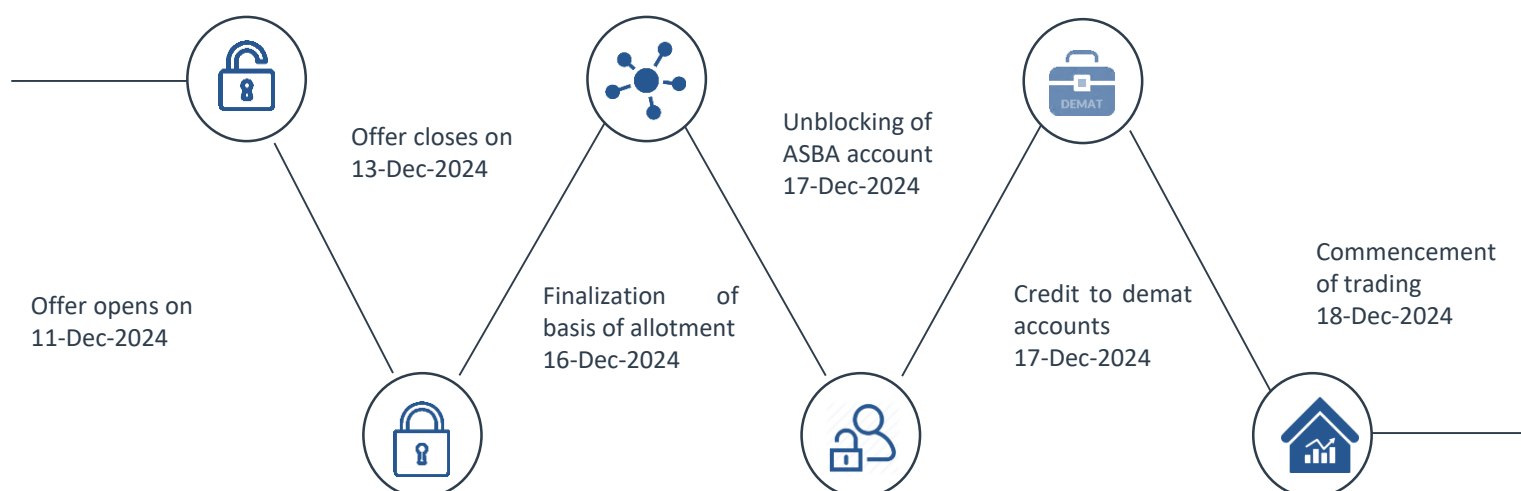 Offer opens on
11-Dec-2024
Offer closes on
13-Dec-2024
Finalization of
basis of allotment
16-Dec-2024
Unblocking of
ASBA account
17-Dec-2024
DEMAT
Credit to demat
accounts
17-Dec-2024
Commencement
of trading
18-Dec-2024